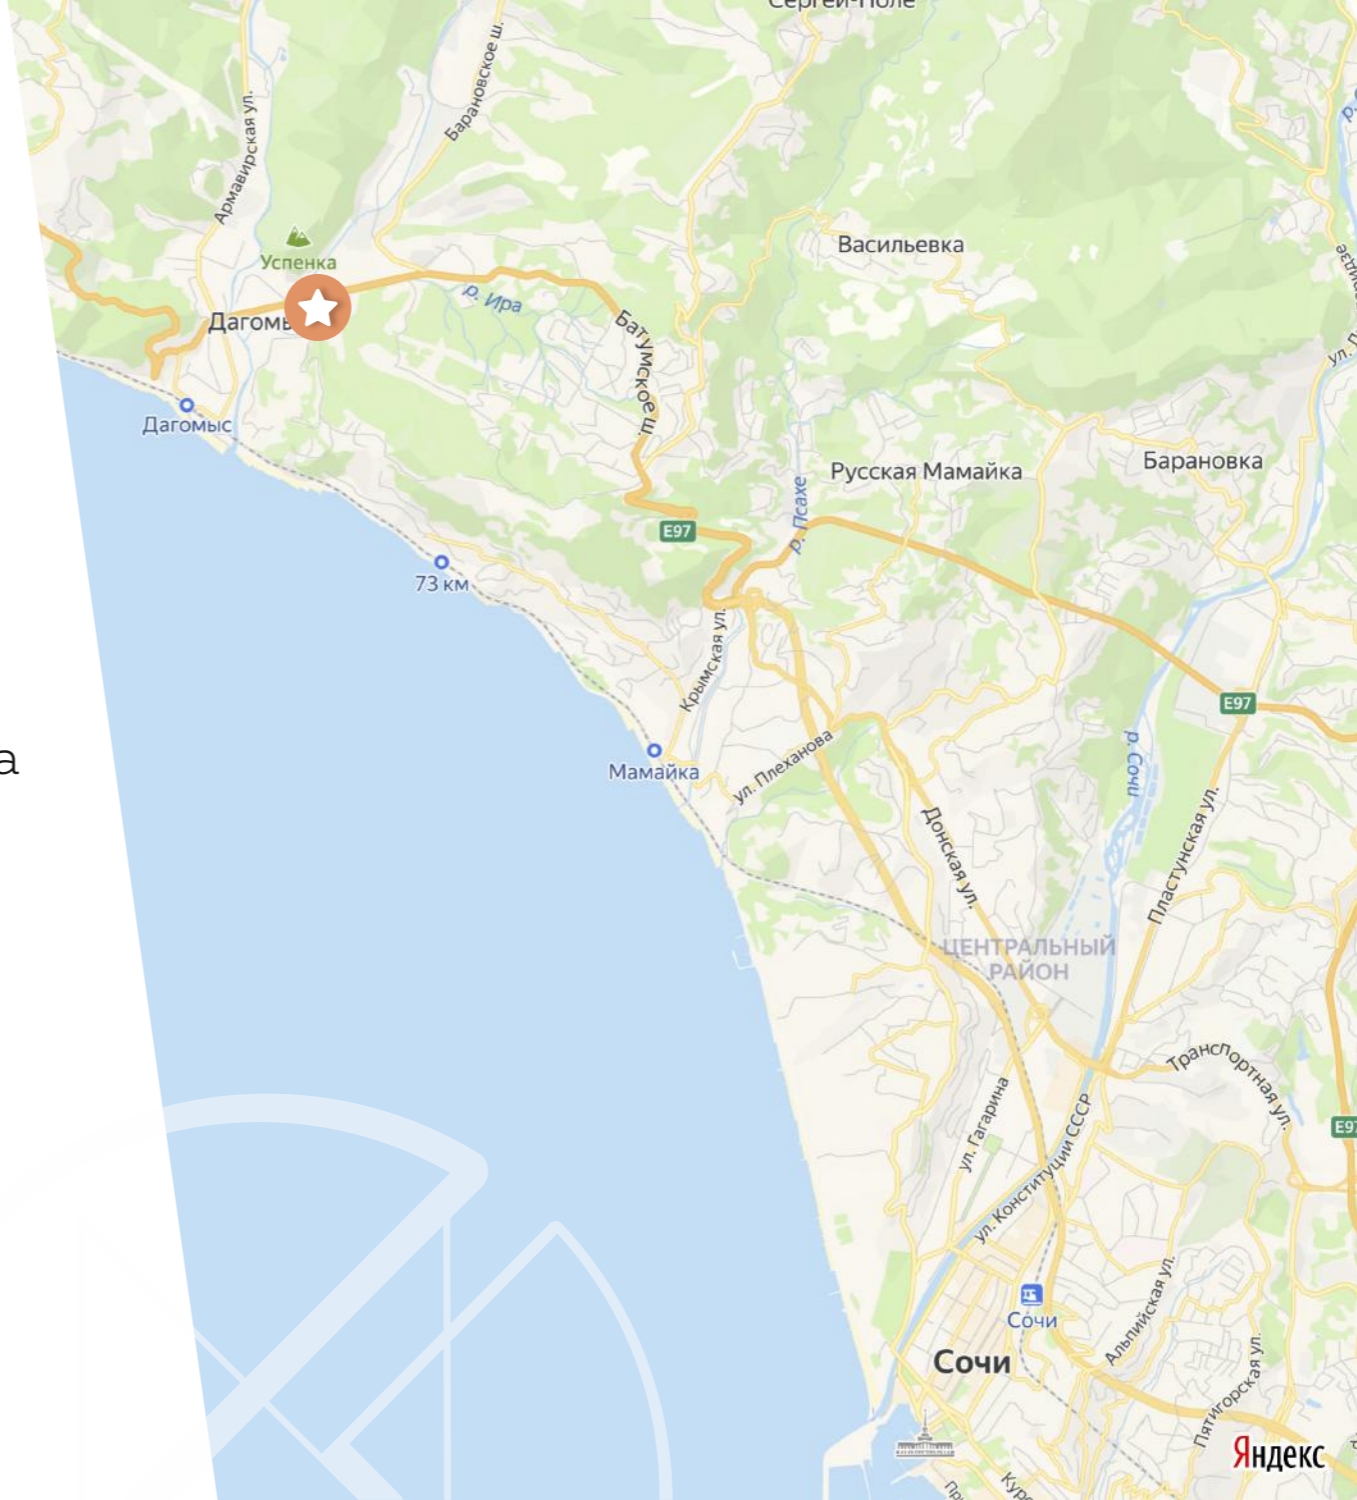 Сергей-Поле
Барановское ш.
Армавирская ул.
Васильевка
Успенка
р. Ира
Батумское ш.
Дагомыс
Русская Мамайка
Барановка
р. Псахе
E97
73 км
Крымская ул.
E97
р. Сочи
ул. Плеханова
а
Мамайка
Донская ул.
Пластунская ул.
ЦЕНТРАЛЬНЫЙ
РАЙОН
Транспортная ул.
ул. Гагарина
ул. Конституции СССР
E97
Сочи
Альпийская ул.
Сочи
Пятигорская ул.
Яндекс